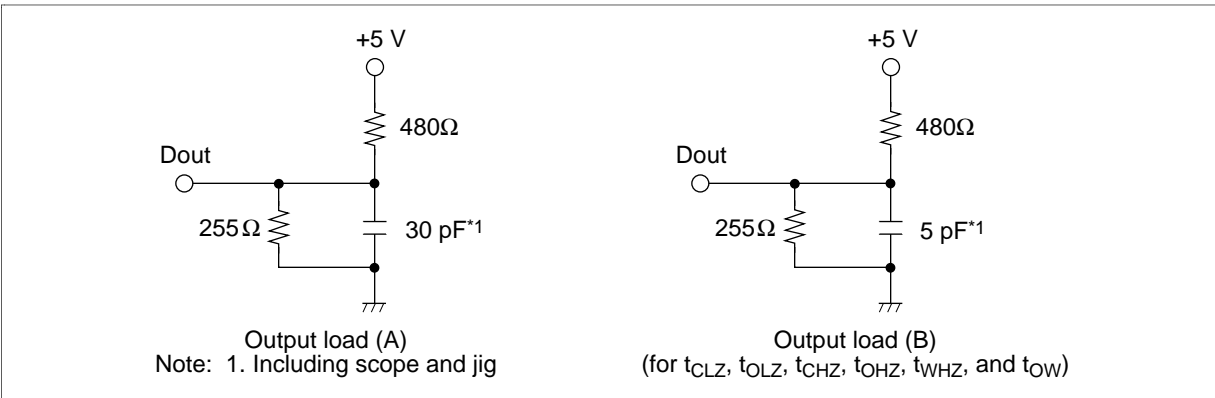 +5 V
480Ω
Dout
255Ω
30 pF*1
Output load (A)
Note: 1. Including scope and jig
+5 V
480Ω
Dout
255Ω
5 pF*1
Output load (B)
(for tCLZ, tOLZ, tCHZ, tOHZ, tWHZ, and tOW)